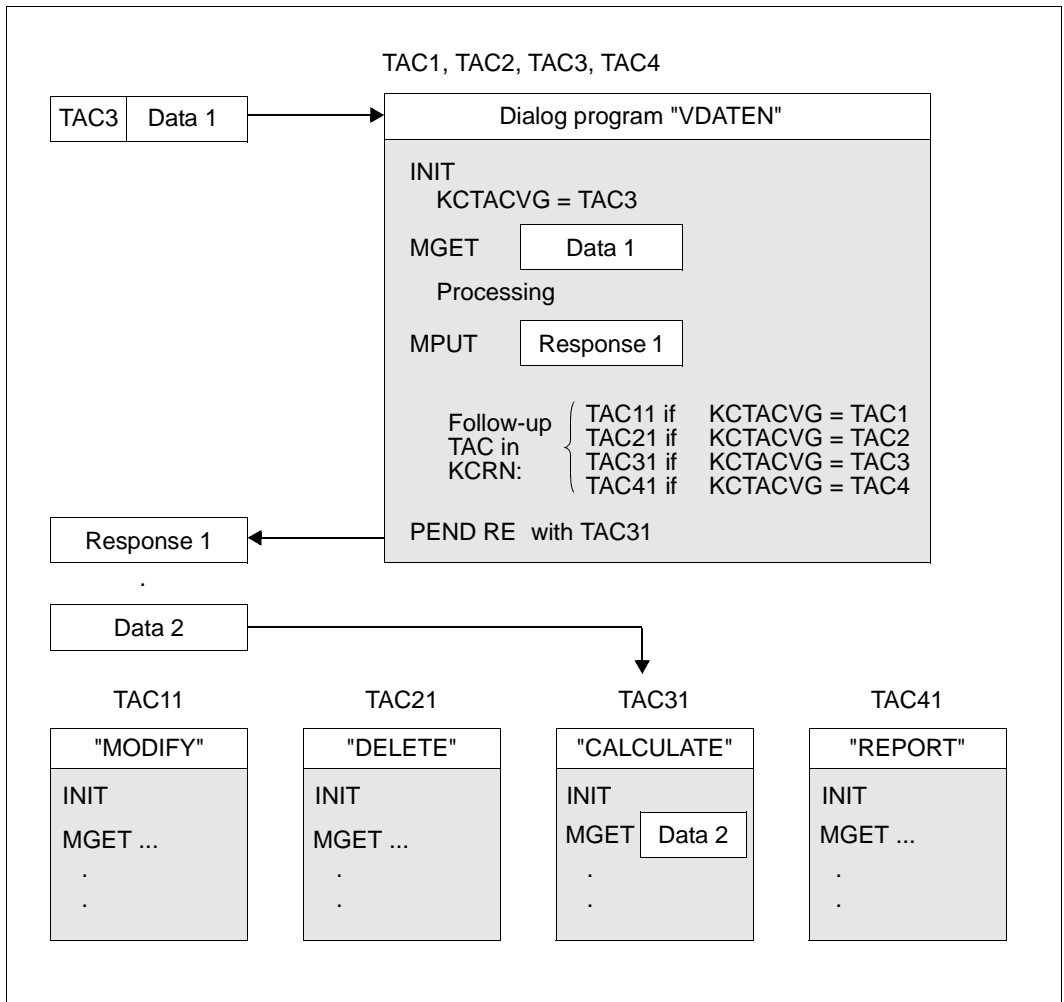 TAC1, TAC2, TAC3, TAC4
TAC3 Data 1
Dialog program "VDATEN"
INIT
KCTACVG = TAC3
MGET Data 1
Processing
MPUT Response 1
Follow-up
TAC in
KCRN:
TAC11 if KCTACVG = TAC1
TAC21 if KCTACVG = TAC2
TAC31 if KCTACVG = TAC3
TAC41 if KCTACVG = TAC4
PEND RE with TAC31
Response 1
.
Data 2
TAC11
"MODIFY"
INIT
MGET ...
.
.
TAC21
"DELETE"
INIT
MGET ...
.
.
TAC31
"CALCULATE"
INIT
MGET Data 2
.
.
TAC41
"REPORT"
INIT
MGET ...
.
.